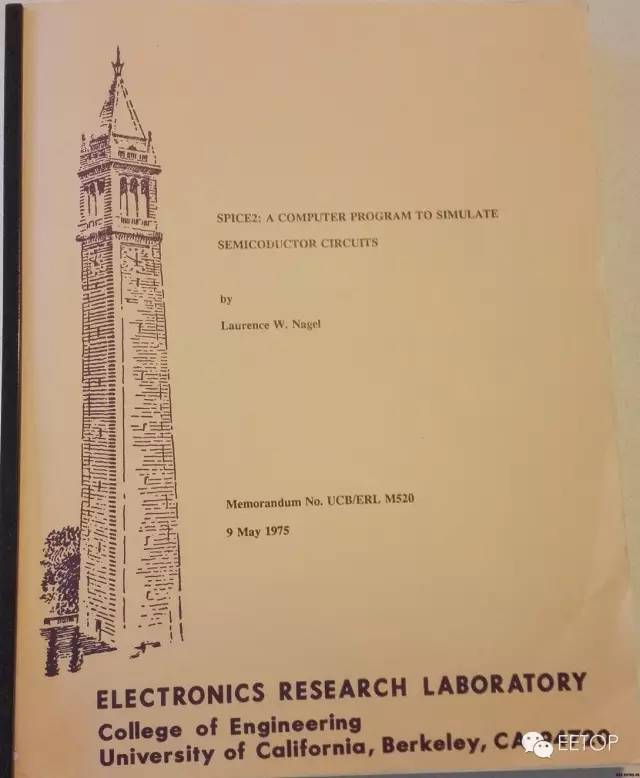 SPICE2: A COMPUTER PROGRAM TO SIMULATE
SEMICODUCTOR CIRCUITS
by
Laurence W. Nagel
Memorandum No. UCB/ERL M520
9 May 1975
ELECTRONICS RESEARCH LABORATORY
College of Engineering
University of California, Berkeley, CA
EETOP